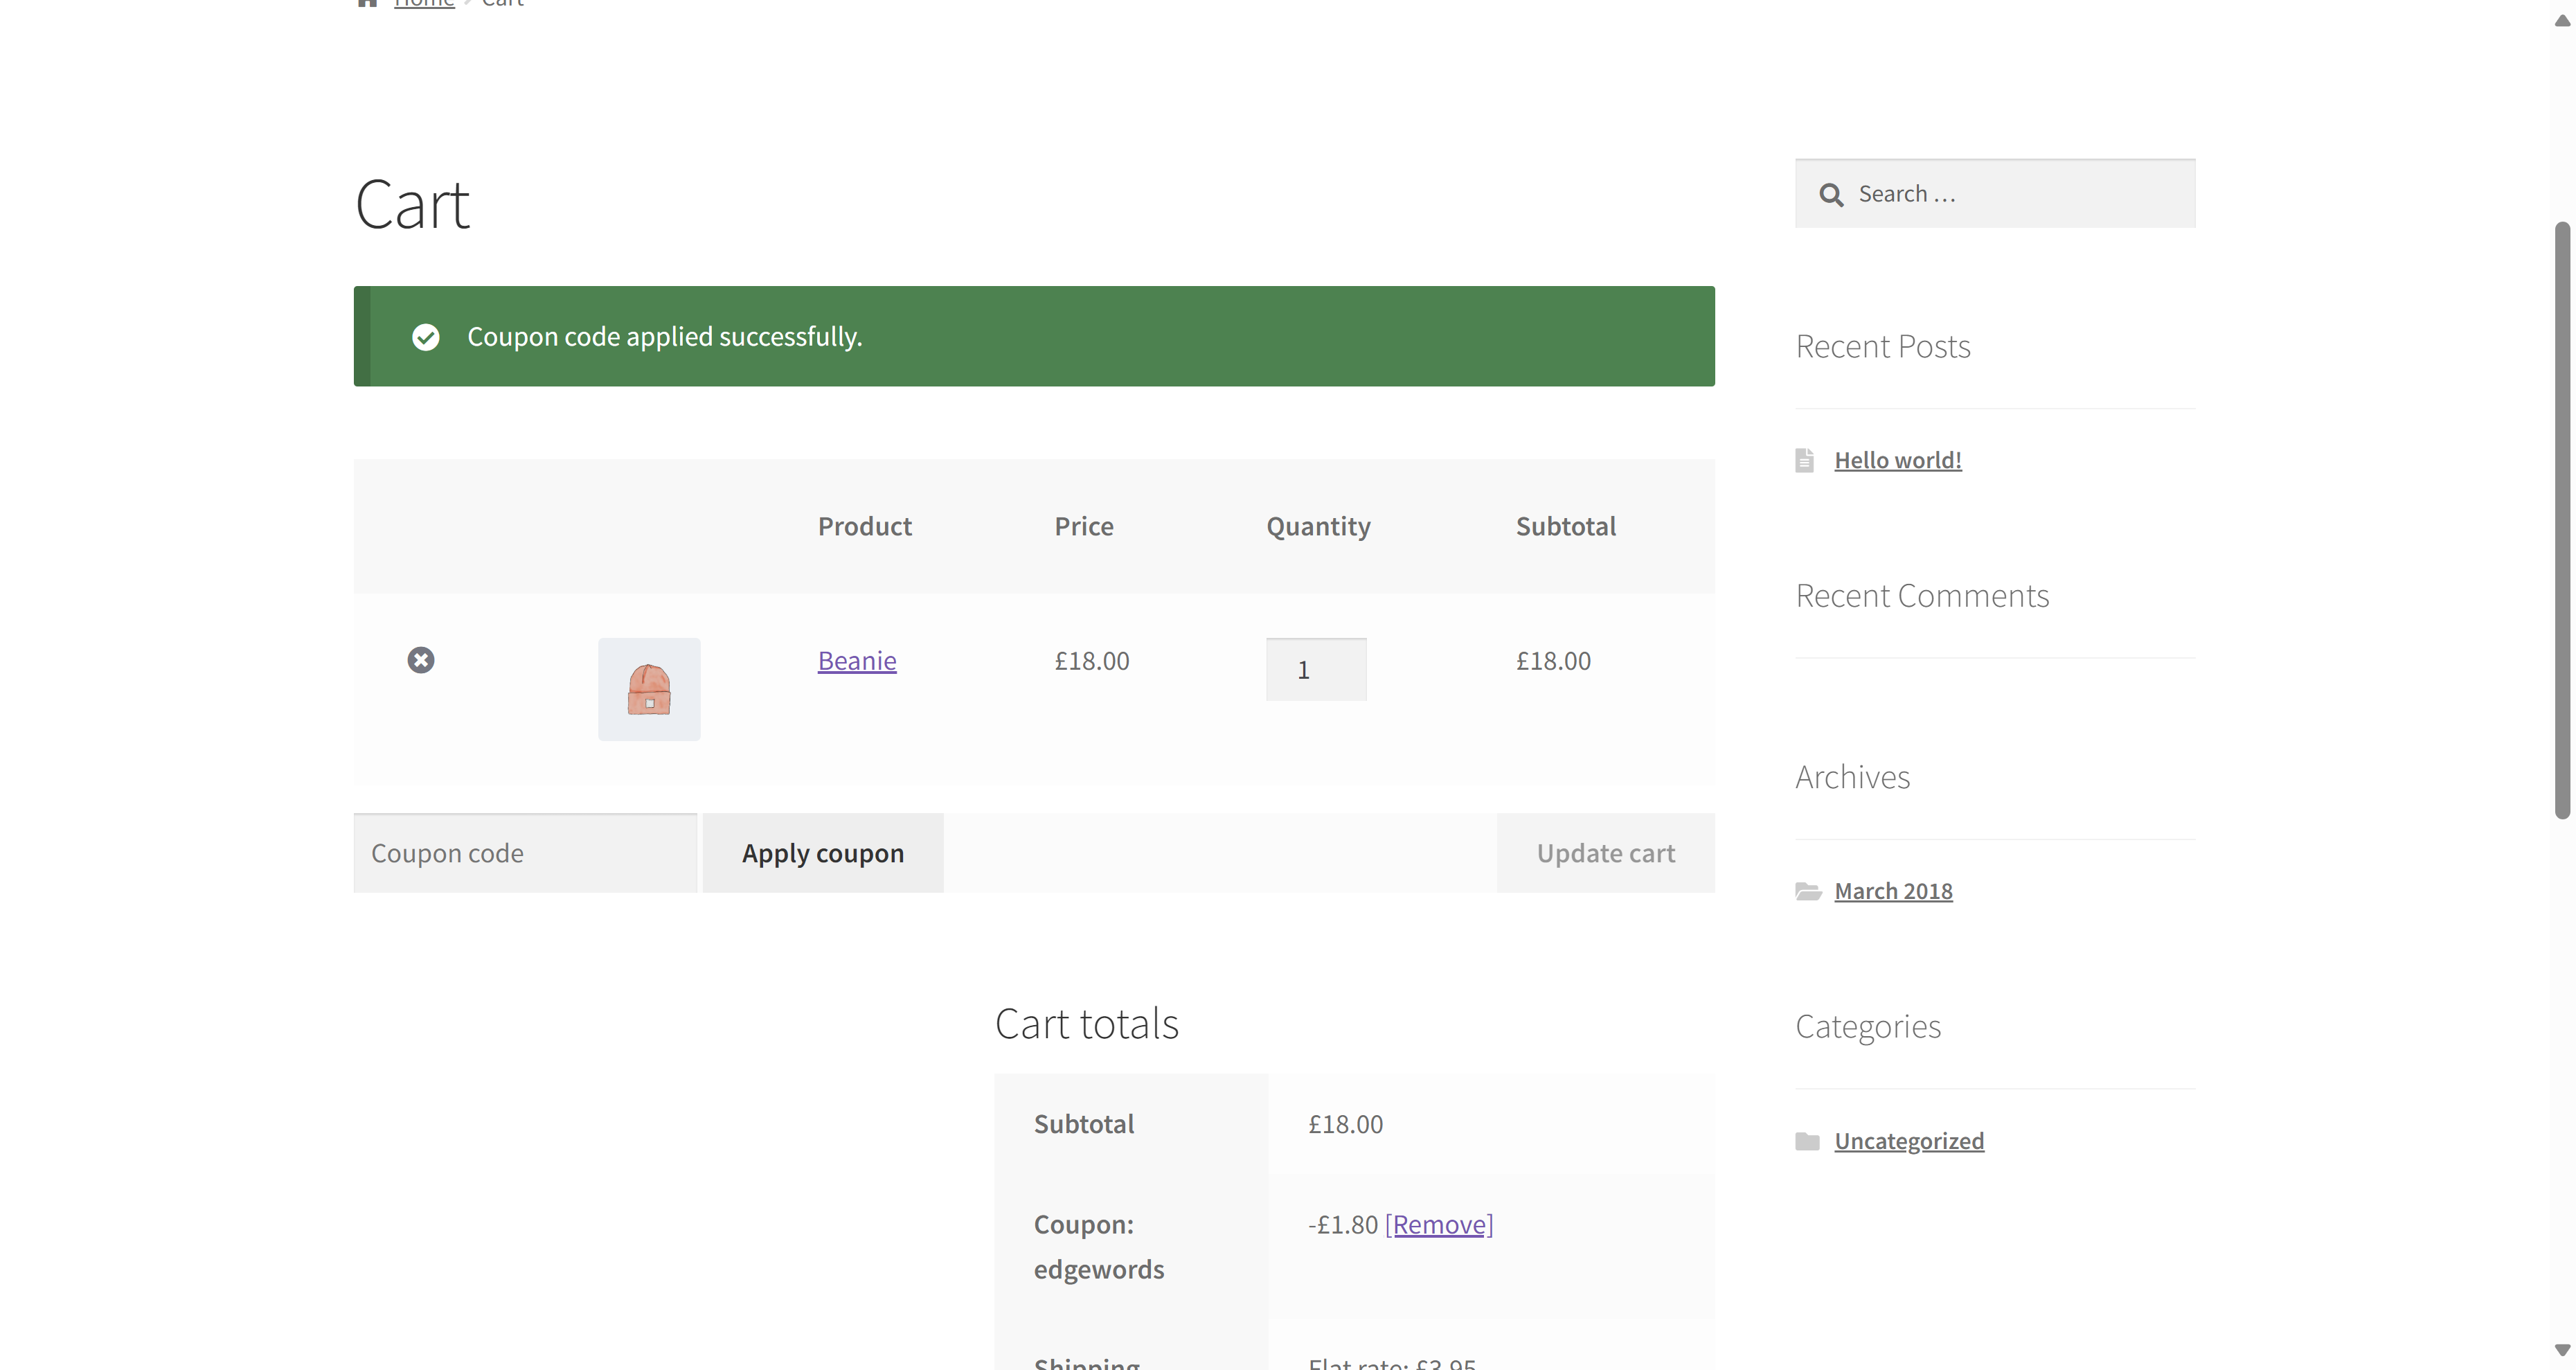 Home > Cart
Cart
Search …
Coupon code applied successfully.
Recent Posts
Hello world!
Product Price Quantity Subtotal
Recent Comments
Beanie £18.00 1 £18.00
Archives
Coupon code Apply coupon Update cart
March 2018
Cart totals
Categories
Subtotal £18.00
Uncategorized
Coupon: -£1.80 [Remove]
edgewords
Shipping Flat rate: £3.95